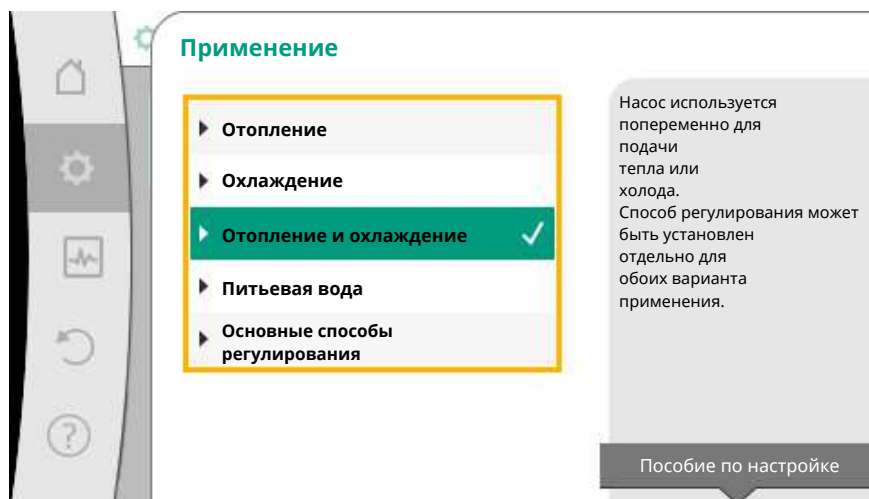 Применение
Отопление
Охлаждение
Отопление и охлаждение
Питьевая вода
Основные способы
регулирования
Насос используется
попеременно для
подачи
тепла или
холода.
Способ регулирования может
быть установлен
отдельно для
обоих варианта
применения.
Пособие по настройке